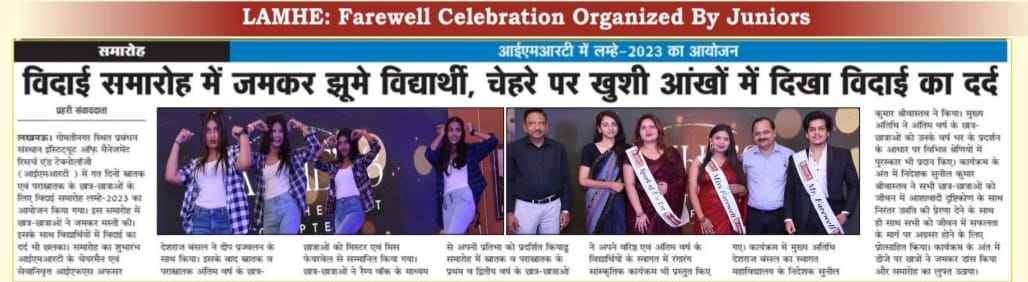 LAMHE: Farewell Celebration Organized By Juniors
समारोह
आईएमआरटी में लम्हे-2023 का आयोजन
विदाई समारोह में जमकर झूमे विद्यार्थी, चेहरे पर खुशी आंखों में दिखा विदाई का दर्द
प्रहरी संवाददाता
लखनऊ। गोमतीनगर स्थित प्रबंधन
संस्थान इंस्टिट्यूट ऑफ मैनेजमेंट
रिसर्च एंड टेक्नोलॉजी
(आईएमआरटी ) में गत दिनों स्नातक
एवं परास्नातक के छात्र-छात्राओं के
लिए विदाई समारोह लम्हे-2023 का
आयोजन किया गया। इस समारोह में
छात्र-छात्राओं ने जमकर मस्ती की।
इसके साथ विद्यार्थियों में विदाई का
दर्द भी छलका। समारोह का शुभारंभ
आईएमआरटी के चेयरमैन एवं
सेवानिवृत्त आईएएस अफसर
देशराज बंसल ने दीप प्रज्वलन के
साथ किया। इसके बाद स्नातक व
परास्नातक अंतिम वर्ष के छात्र-
छात्राओं को मिस्टर एवं मिस
फेयरवेल से सम्मानित किया गया।
छात्र-छात्राओं ने रैम्प वॉक के माध्यम
से अपनी प्रतिभा को प्रदर्शित कियाद्व
समारोह में स्नातक व परास्नातक के
प्रथम व द्वितीय वर्ष के छात्र-छात्राओं
ने अपने वरिष्ठ एवं अंतिम वर्ष के
विद्यार्थियों के स्वागत में रंगारंग
सांस्कृतिक कार्यक्रम भी प्रस्तुत किए
गए। कार्यक्रम में मुख्य अतिथि
देशराज बंसल का स्वागत
महाविद्यालय के निदेशक सुनील
कुमार श्रीवास्तव ने किया। मुख्य
अतिथि ने अंतिम वर्ष के छात्र-
छात्राओं को उनके वर्ष भर के प्रदर्शन
के आधार पर विभिन्न श्रेणियों में
पुरस्कार भी प्रदान किए। कार्यक्रम के
अंत में निदेशक सुनील कुमार
श्रीवास्तव ने सभी छात्र-छात्राओं को
जीवन में आशावादी दृष्टिकोण के साथ
निरंतर उन्नति की प्रेरणा देने के साथ
ही साथ सभी को जीवन में सफलता
के मार्ग पर अग्रसर होने के लिए
प्रोत्साहित किया। कार्यक्रम के अंत में
डीजे पर छात्रों ने जमकर डांस किया
और समारोह का लुफ्त उठाया।
Miss Farewell
Mr. Farewell